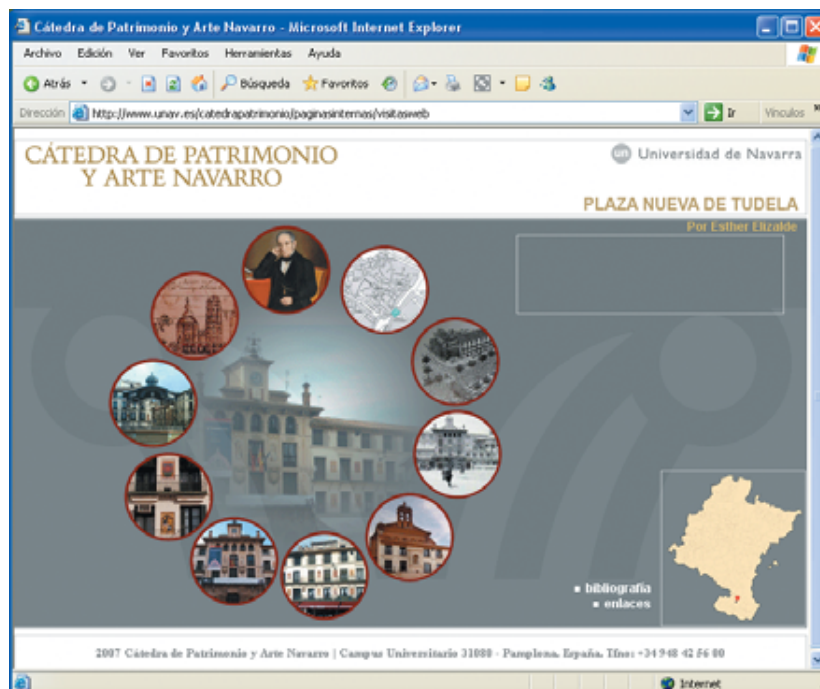 Cátedra de Patrimonio y Arte Navarro - Microsoft Internet Explorer
Archivo Edición Ver Favoritos Herramientas Ayuda
Atrás Búsqueda Favoritos
Dirección http://www.unav.es/catedrapatrimonio/paginasinternas/visitasweb Ir Vínculos »
CÁTEDRA DE PATRIMONIO
Y ARTE NAVARRO
un Universidad de Navarra
PLAZA NUEVA DE TUDELA
Por Esther Elizalde
bibliografía
enlaces
2007 Cátedra de Patrimonio y Arte Navarro | Campus Universitario 31080 - Pamplona. España. Tfno: +34 948 42 56 00
Internet